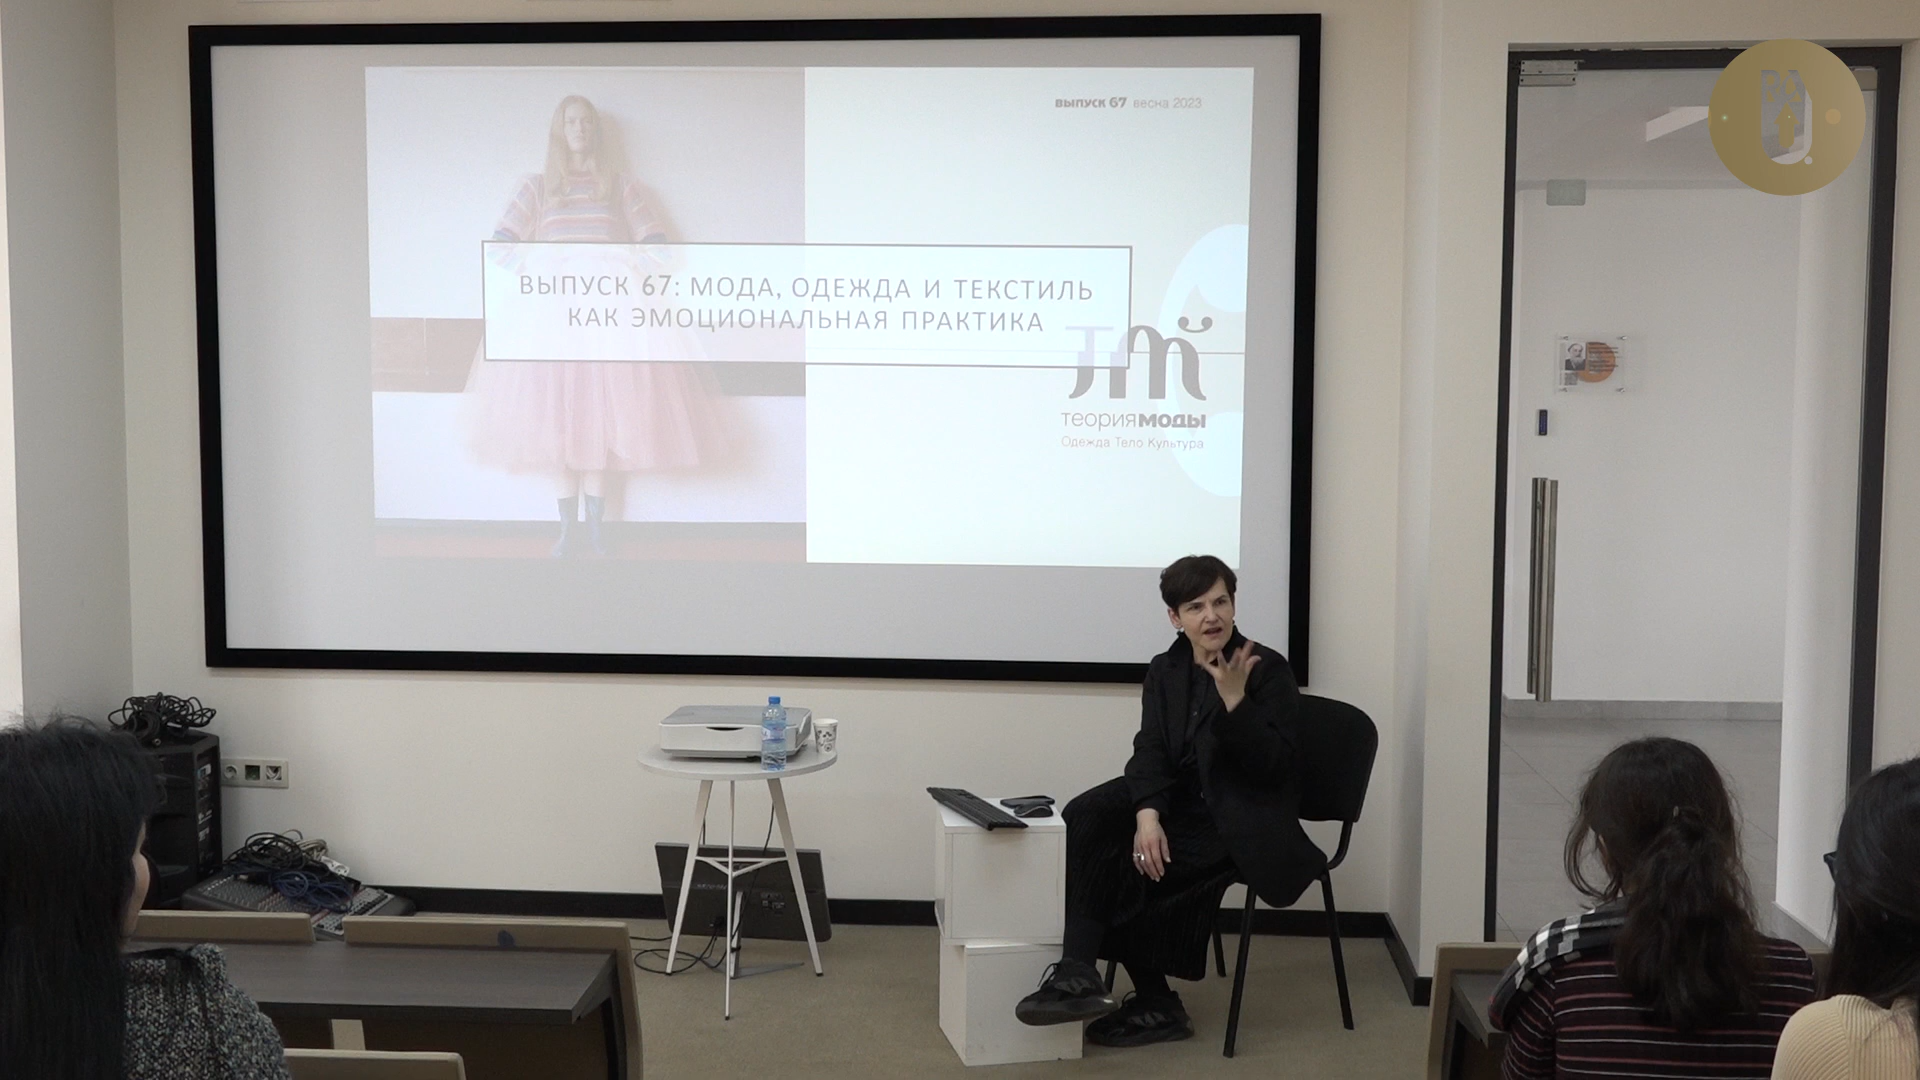 выпуск 67 весна 2023
ВЫПУСК 67: МОДА, ОДЕЖДА И ТЕКСТИЛЬ
КАК ЭМОЦИОНАЛЬНАЯ ПРАКТИКА
ТМ
теориямоды
Одежда Тело Культура